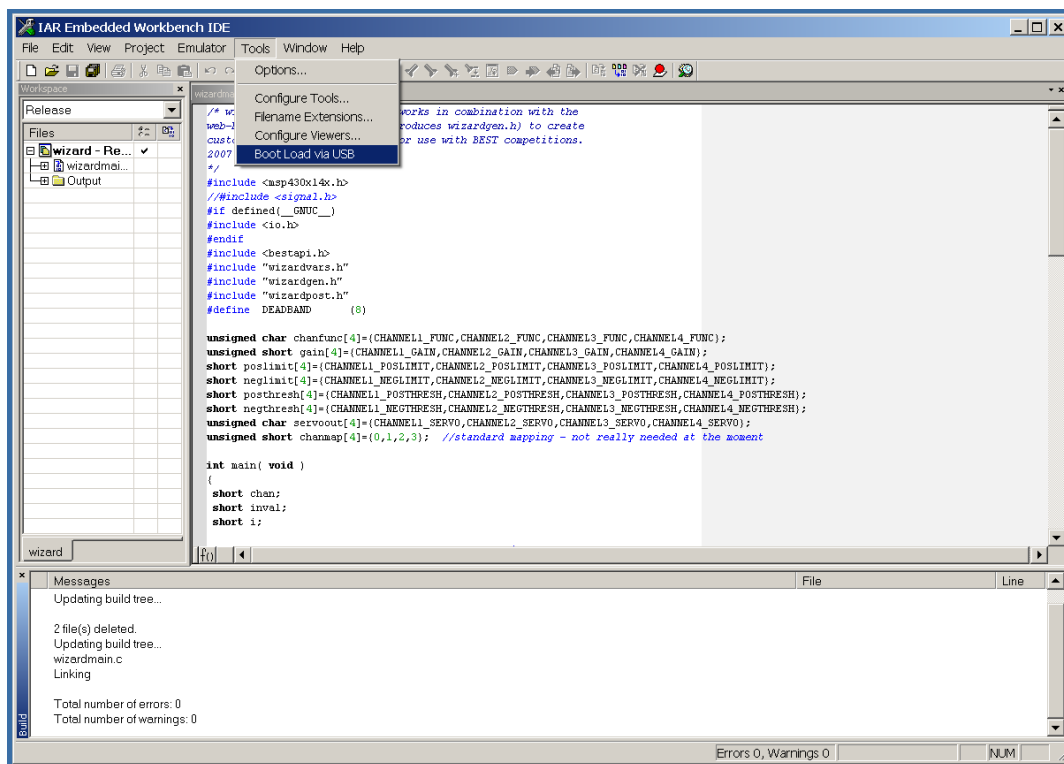 IAR Embedded Workbench IDE
File Edit View Project Emulator Tools Window Help
Options...
Configure Tools...
Filename Extensions...
Configure Viewers...
Boot Load via USB
Workspace
Release
Files
wizard - Re...
wizardmai...
Output
wizard
wizardma
/* w orks in combination with the
web-l roduces wizardgen.h) to create
custo or use with BEST competitions.
2007
*/
#include <msp430x14x.h>
//#include <signal.h>
#if defined(__GNUC__)
#include <io.h>
#endif
#include <bestapi.h>
#include "wizardvars.h"
#include "wizardgen.h"
#include "wizardpost.h"
#define DEADBAND (8)
unsigned char chanfunc[4]={CHANNEL1_FUNC,CHANNEL2_FUNC,CHANNEL3_FUNC,CHANNEL4_FUNC};
unsigned short gain[4]={CHANNEL1_GAIN,CHANNEL2_GAIN,CHANNEL3_GAIN,CHANNEL4_GAIN};
short poslimit[4]={CHANNEL1_POSLIMIT,CHANNEL2_POSLIMIT,CHANNEL3_POSLIMIT,CHANNEL4_POSLIMIT};
short neglimit[4]={CHANNEL1_NEGLIMIT,CHANNEL2_NEGLIMIT,CHANNEL3_NEGLIMIT,CHANNEL4_NEGLIMIT};
short posthresh[4]={CHANNEL1_POSTHRESH,CHANNEL2_POSTHRESH,CHANNEL3_POSTHRESH,CHANNEL4_POSTHRESH};
short negthresh[4]={CHANNEL1_NEGTHRESH,CHANNEL2_NEGTHRESH,CHANNEL3_NEGTHRESH,CHANNEL4_NEGTHRESH};
unsigned char servoout[4]={CHANNEL1_SERVO,CHANNEL2_SERVO,CHANNEL3_SERVO,CHANNEL4_SERVO};
unsigned short chanmap[4]={0,1,2,3}; //standard mapping - not really needed at the moment
int main( void )
{
short chan;
short inval;
short i;
f()
Messages File Line
Updating build tree...
2 file(s) deleted.
Updating build tree...
wizardmain.c
Linking
Total number of errors: 0
Total number of warnings: 0
Build
Errors 0, Warnings 0 NUM